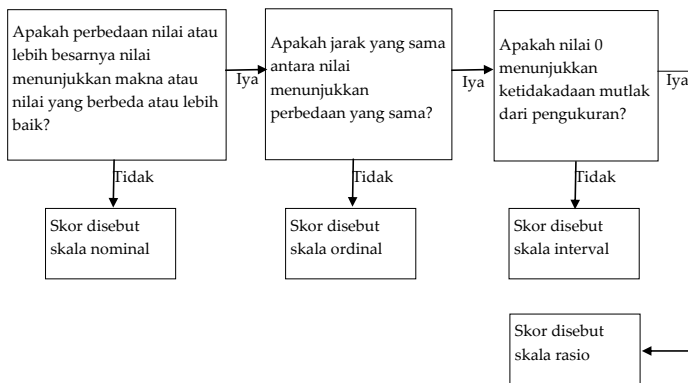 Apakah perbedaan nilai atau
lebih besarnya nilai
menunjukkan makna atau
nilai yang berbeda atau lebih
baik?
Iya
Apakah jarak yang sama
antara nilai
menunjukkan
perbedaan yang sama?
Iya
Apakah nilai 0
menunjukkan
ketidakadaan mutlak
dari pengukuran?
Iya
Tidak
Tidak
Tidak
Skor disebut
skala nominal
Skor disebut
skala ordinal
Skor disebut
skala interval
Skor disebut
skala rasio